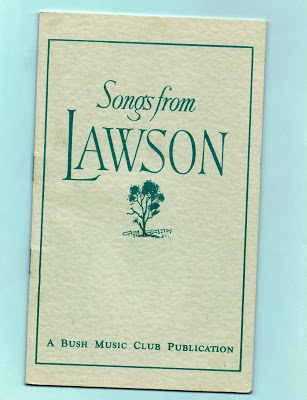 Songs from
LAWSON
A BUSH MUSIC CLUB PUBLICATION